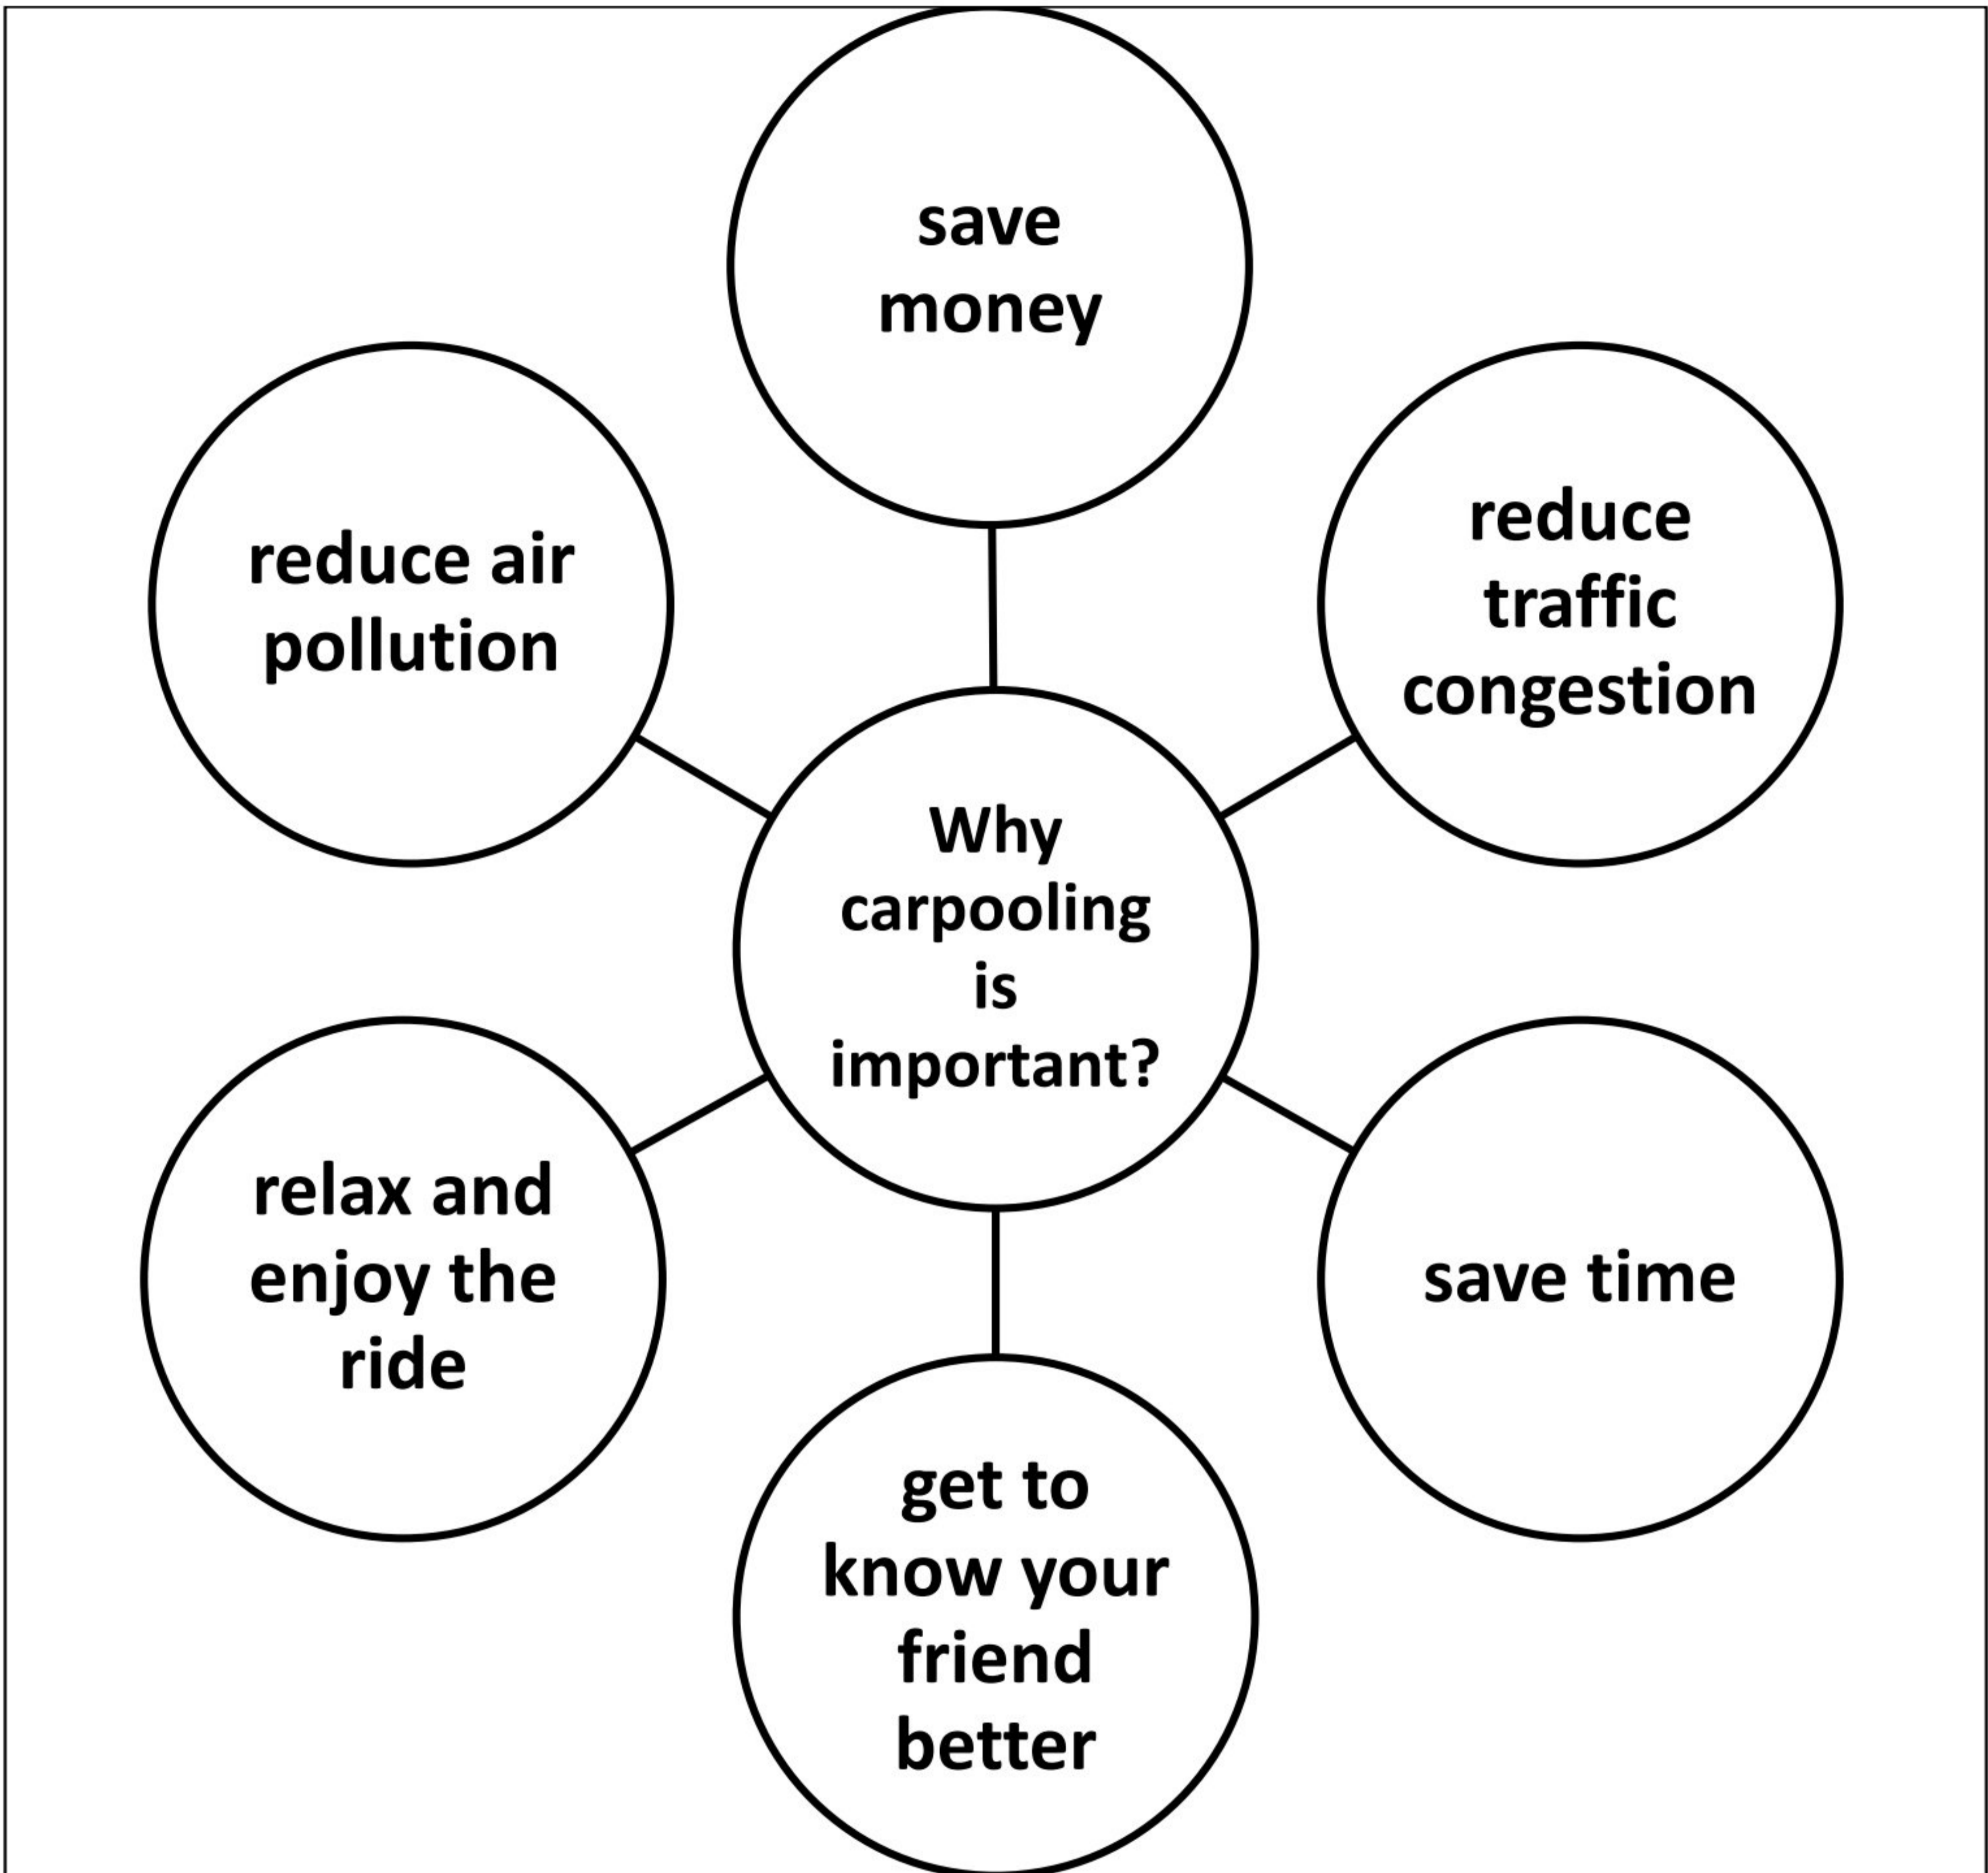 save
money
reduce air
pollution
reduce
traffic
congestion
Why
carpooling
is
important?
relax and
enjoy the
ride
save time
get to
know your
friend
better